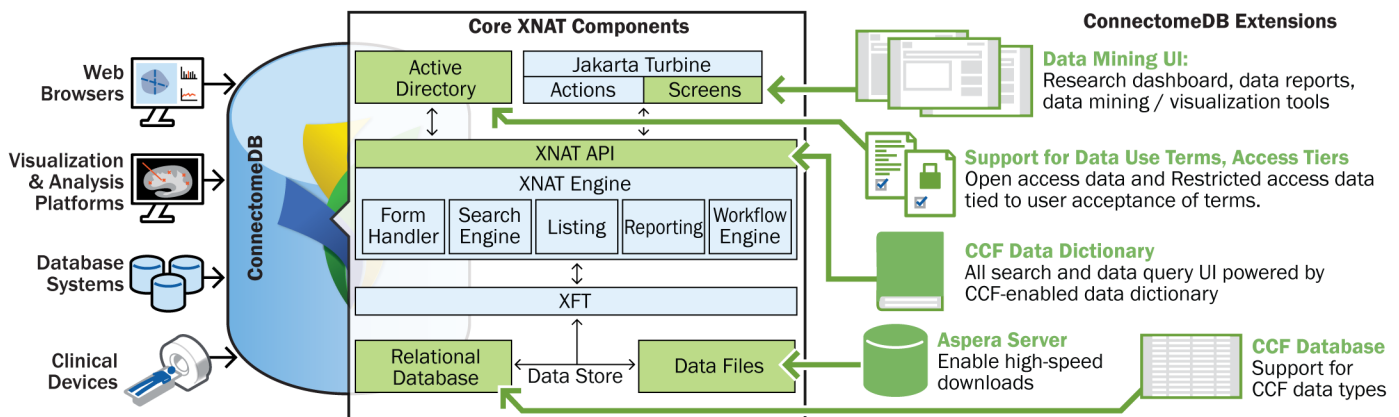 Core XNAT Components
ConnectomeDB Extensions
Web
Browsers
Visualization
& Analysis
Platforms
Database
Systems
Clinical
Devices
ConnectomeDB
Active
Directory
Jakarta Turbine
Actions
Screens
XNAT API
XNAT Engine
Form
Handler
Search
Engine
Listing
Reporting
Workflow
Engine
XFT
Relational
Database
Data Store
Data Files
Data Mining UI:
Research dashboard, data reports,
data mining / visualization tools
Support for Data Use Terms, Access Tiers
Open access data and Restricted access data
tied to user acceptance of terms.
CCF Data Dictionary
All search and data query UI powered by
CCF-enabled data dictionary
Aspera Server
Enable high-speed
downloads
CCF Database
Support for
CCF data types